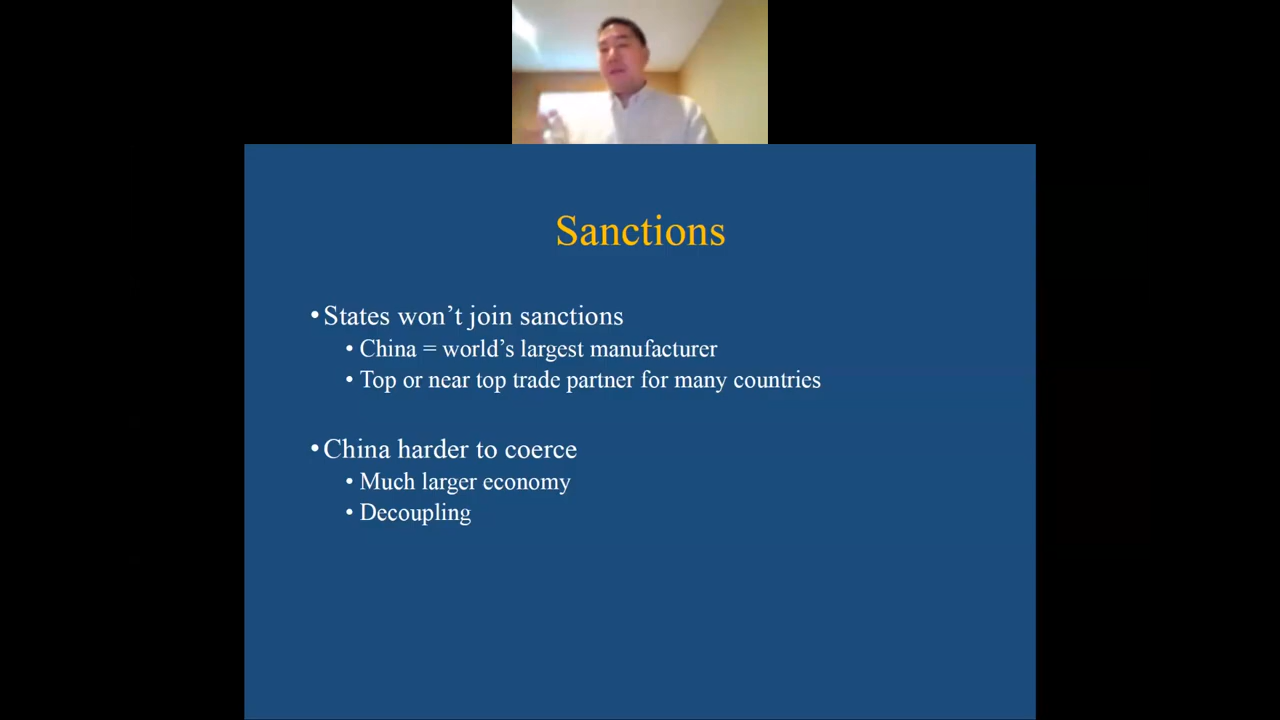 Sanctions
•States won’t join sanctions
• China = world’s largest manufacturer
• Top or near top trade partner for many countries
•China harder to coerce
• Much larger economy
• Decoupling